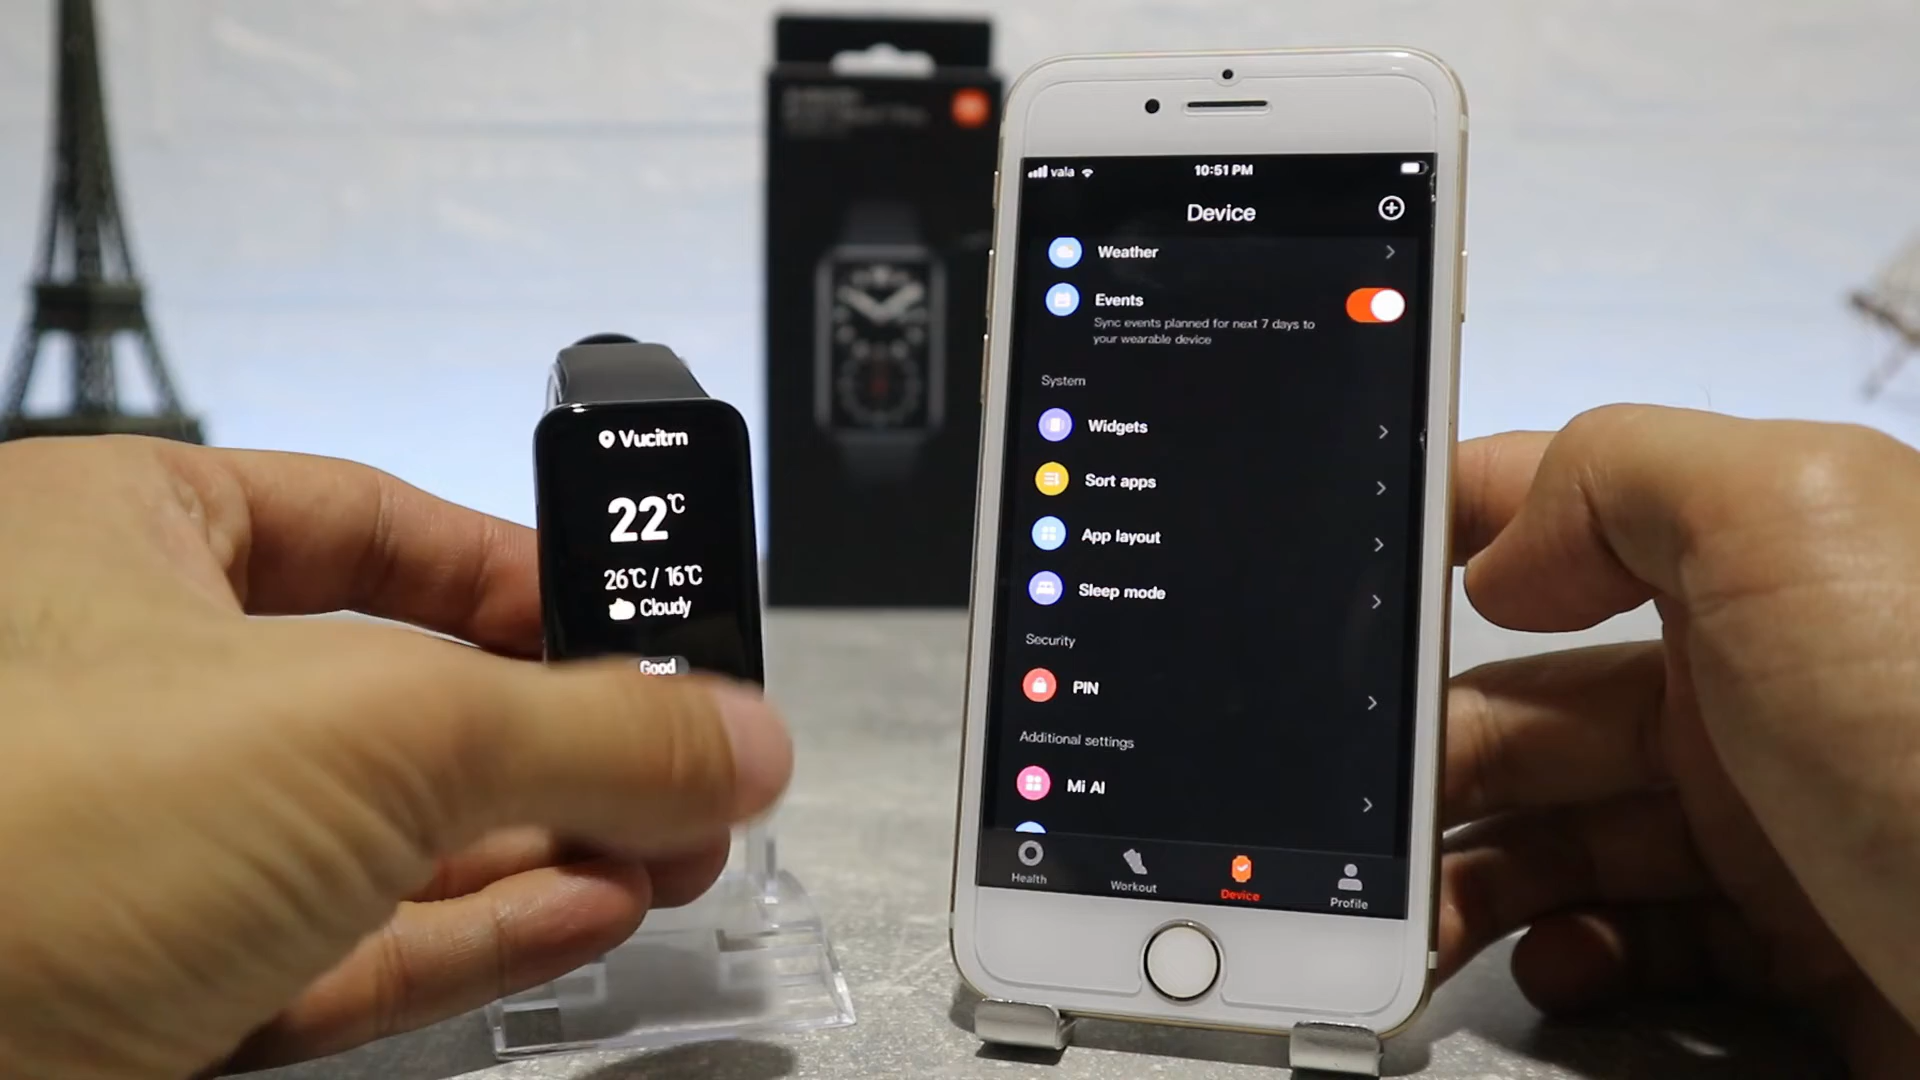 Vucitrn
22℃
26℃ / 16℃
Cloudy
Good
vala
10:51 PM
Device
Weather
Events
Sync events planned for next 7 days to
your wearable device
System
Widgets
Sort apps
App layout
Sleep mode
Security
PIN
Additional settings
Mi AI
Health
Workout
Device
Profile